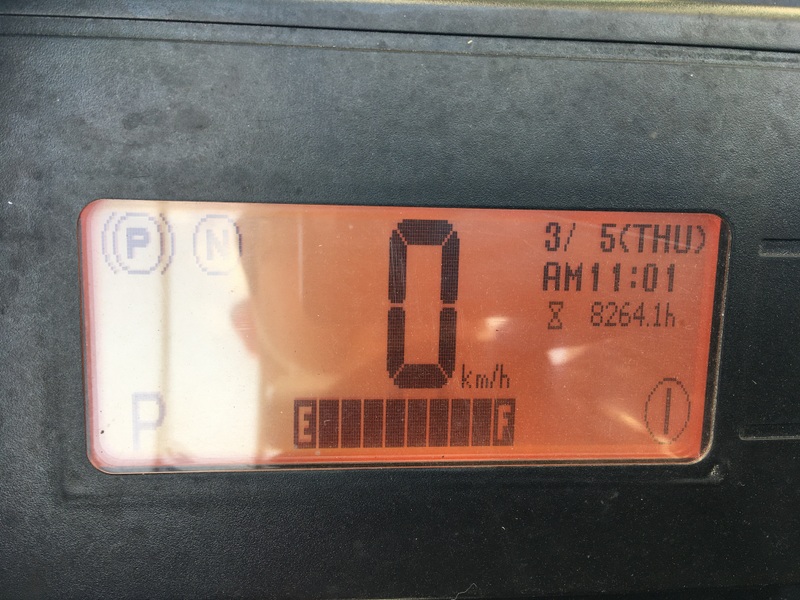 P N
0 km/h
3/ 5(THU)
AM11:01
8264.1h
P
E F